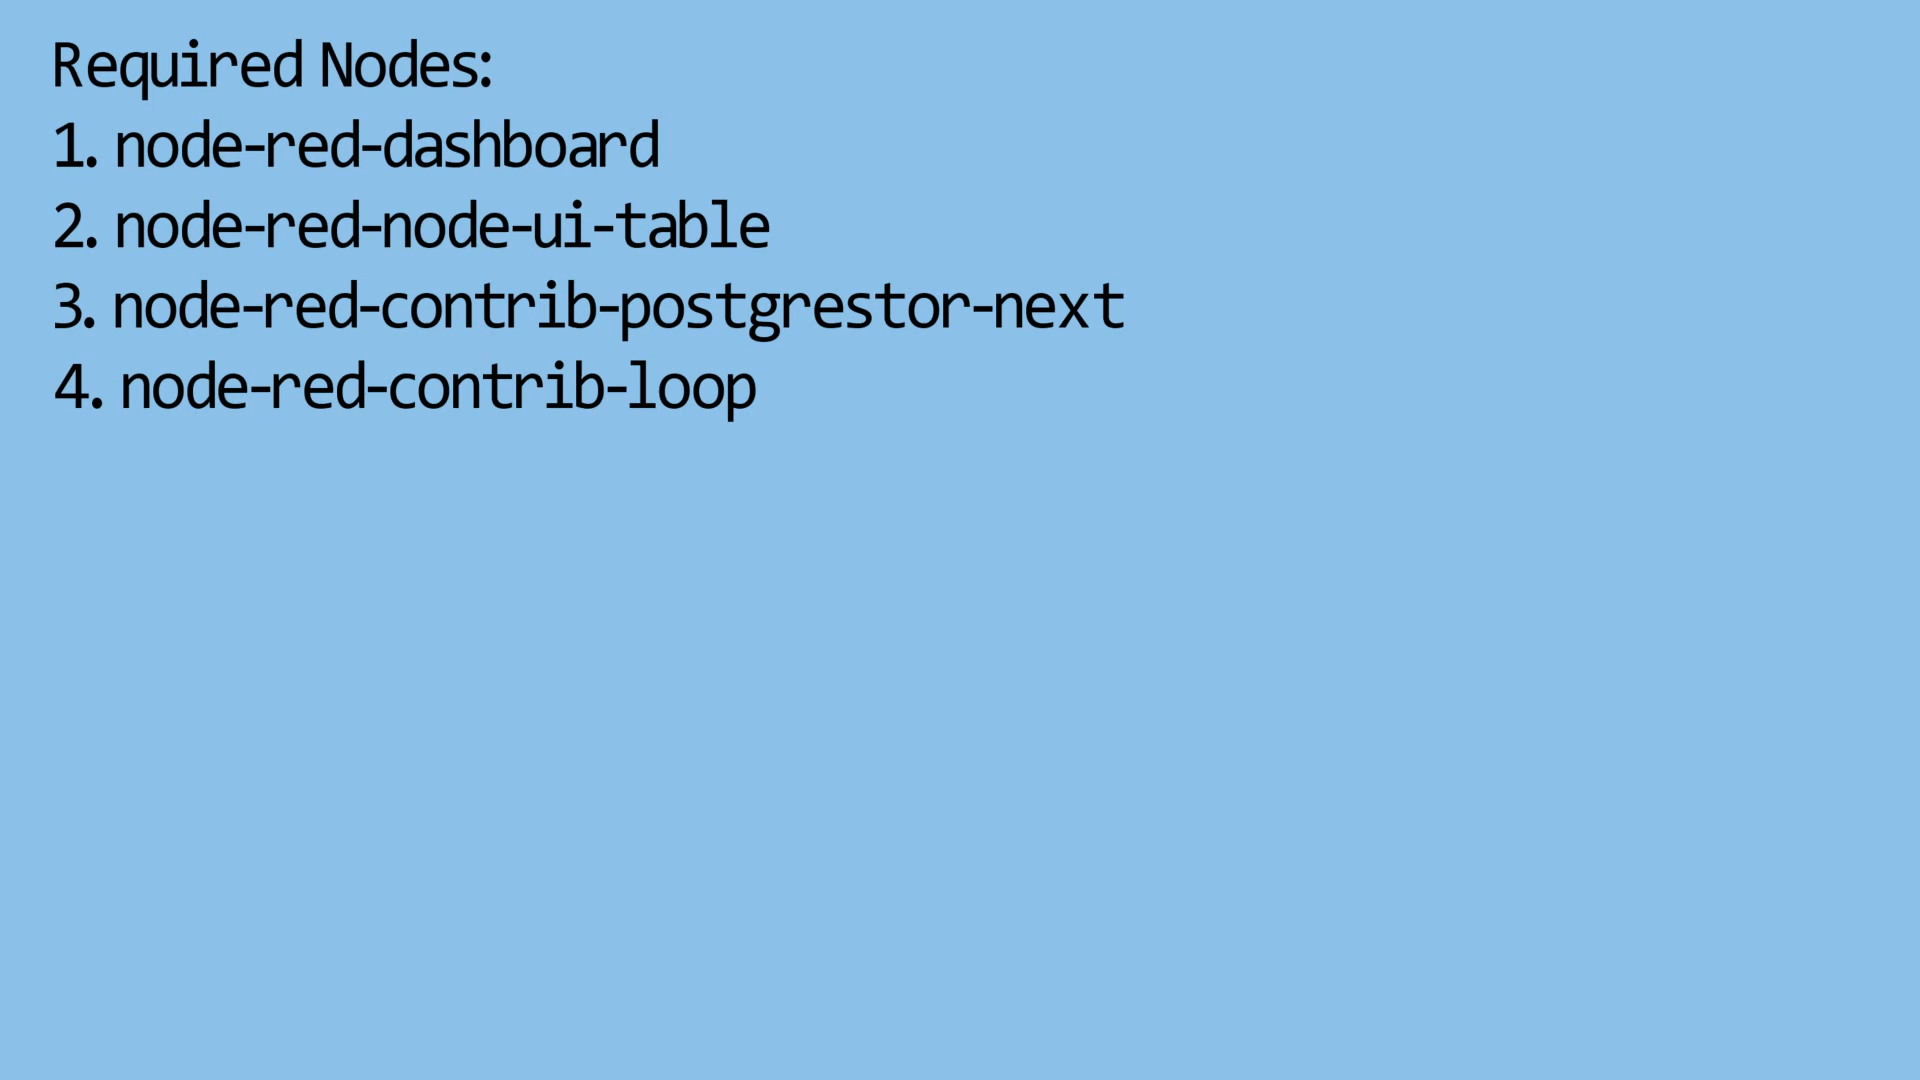 Required Nodes:
1. node-red-dashboard
2. node-red-node-ui-table
3. node-red-contrib-postgrestor-next
4. node-red-contrib-loop